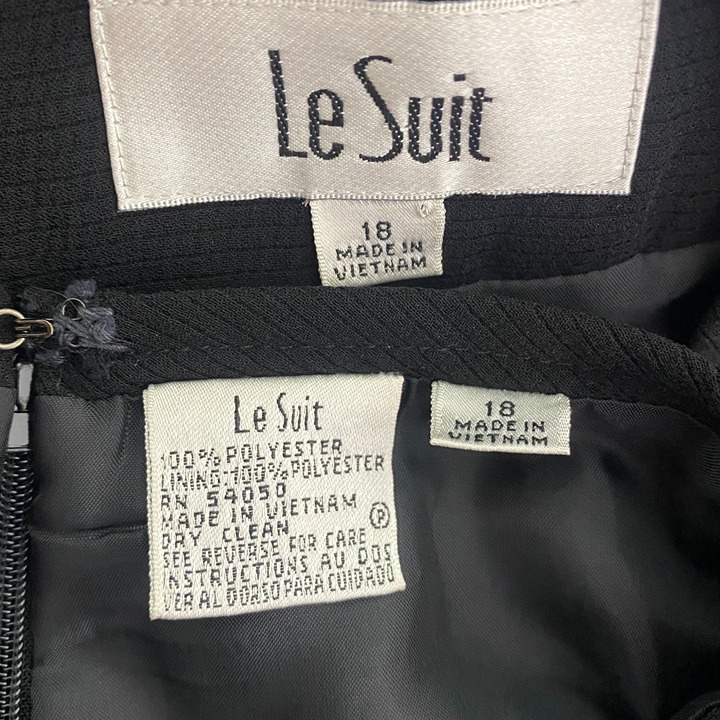 Le Suit
18
MADE IN
VIETNAM
Le Suit
100% POLYESTER
LINING:100% POLYESTER
RN 54050
MADE IN VIETNAM
DRY CLEAN Ⓟ
SEE REVERSE FOR CARE
INSTRUCTIONS AU DOS
VER AL DORSO PARA CUIDADO
18
MADE IN
VIETNAM